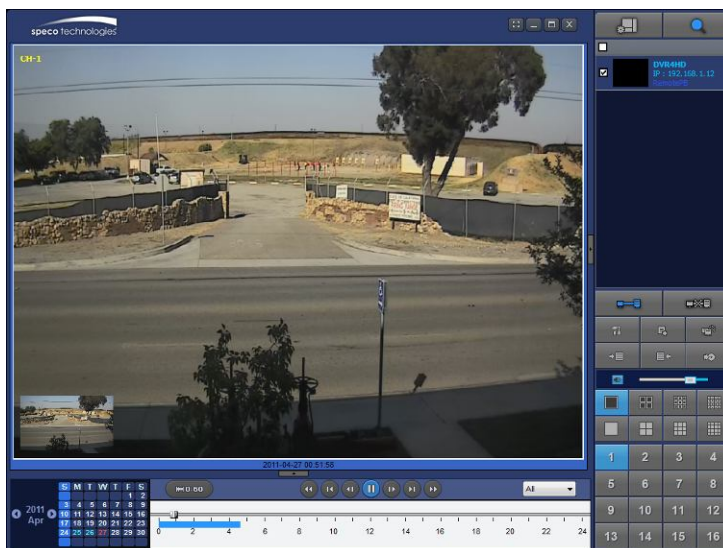 speco technologies
CH-1
DVR4HD
IP : 192.168.1.12
RemotePB
2011-04-27 00:51:58
2011
Apr
S M T W T F S
1 2
3 4 5 6 7 8 9
10 11 12 13 14 15 16
17 18 19 20 21 22 23
24 25 26 27 28 29 30
0-60
All
0 2 4 6 8 10 12 14 16 18 20 22 24
1 2 3 4
5 6 7 8
9 10 11 12
13 14 15 16